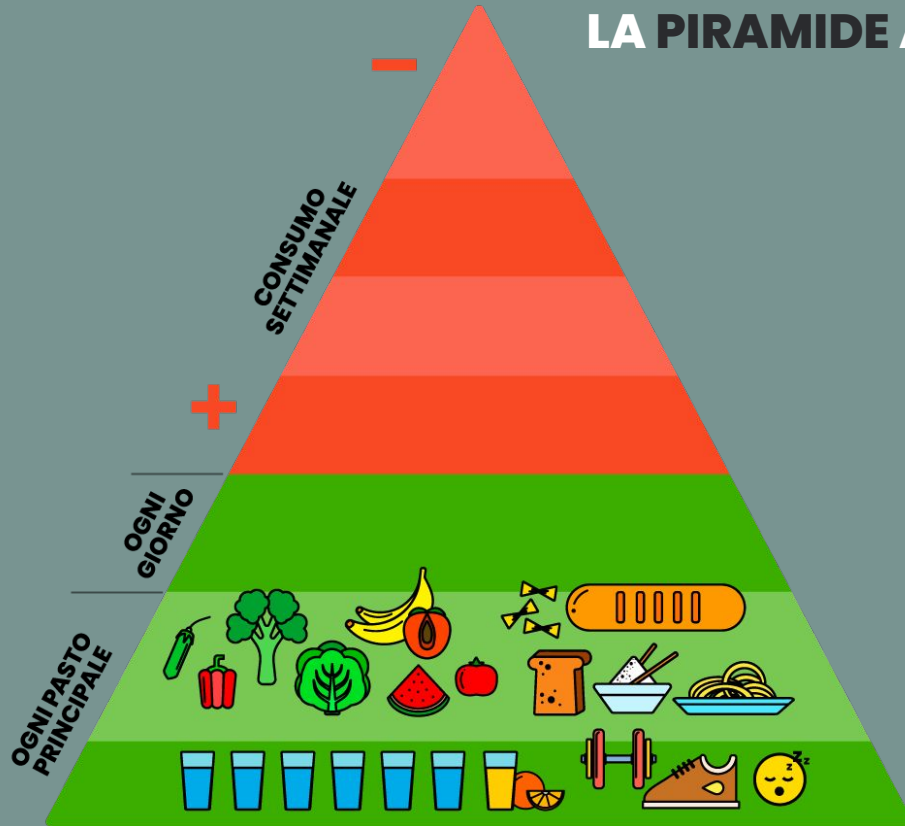 LA PIRAMIDE
CONSUMO
SETTIMANALE
OGNI
GIORNO
OGNI PASTO
PRINCIPALE
z z z